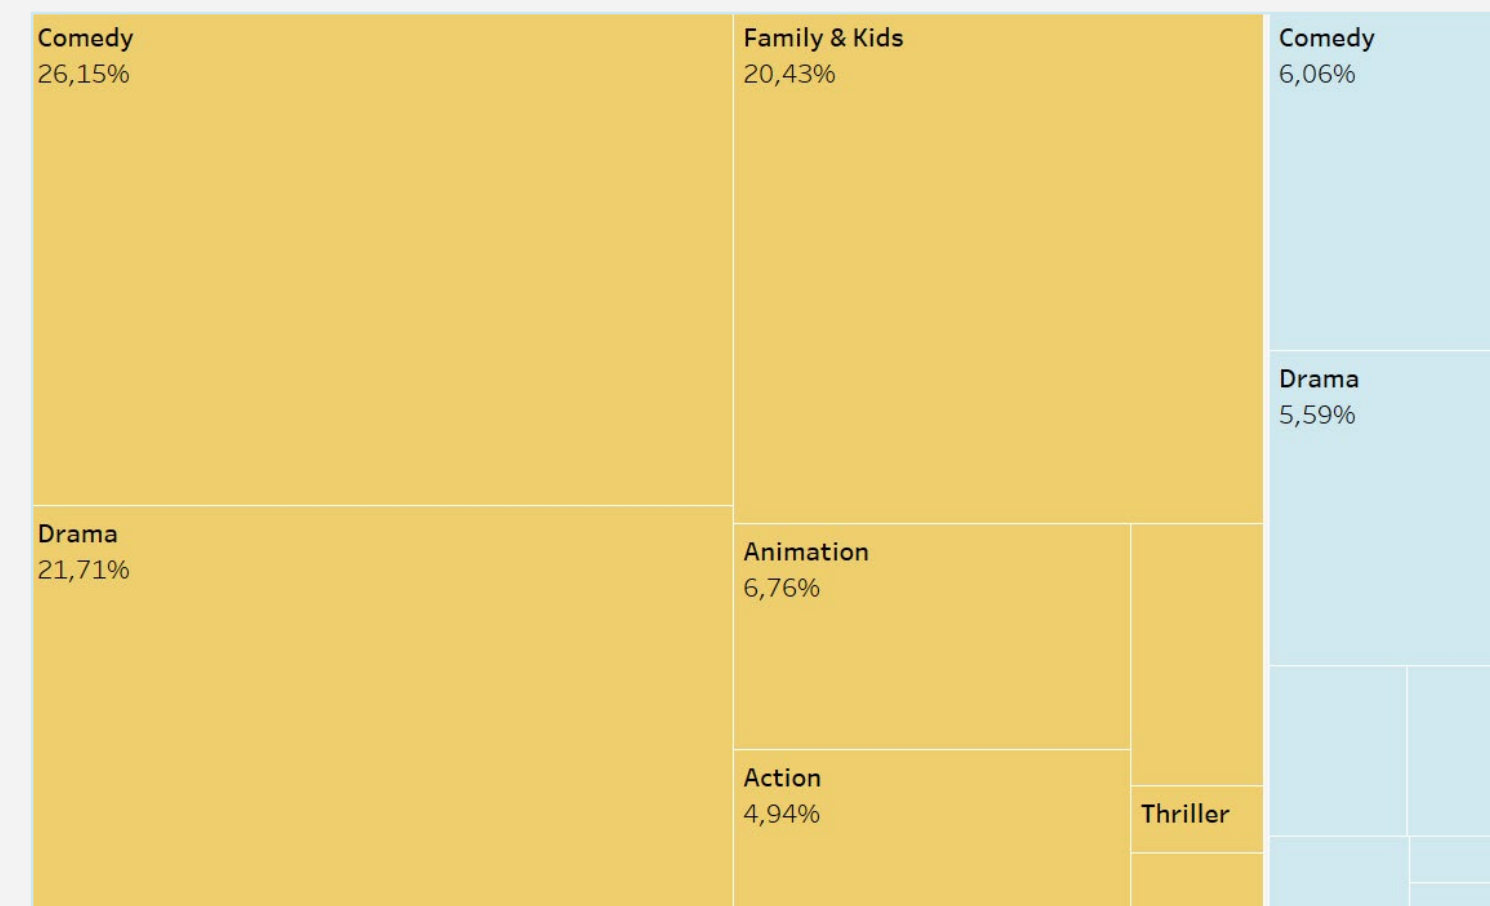 Comedy
26,15%
Drama
21,71%
Family & Kids
20,43%
Animation
6,76%
Action
4,94%
Thriller
Comedy
6,06%
Drama
5,59%